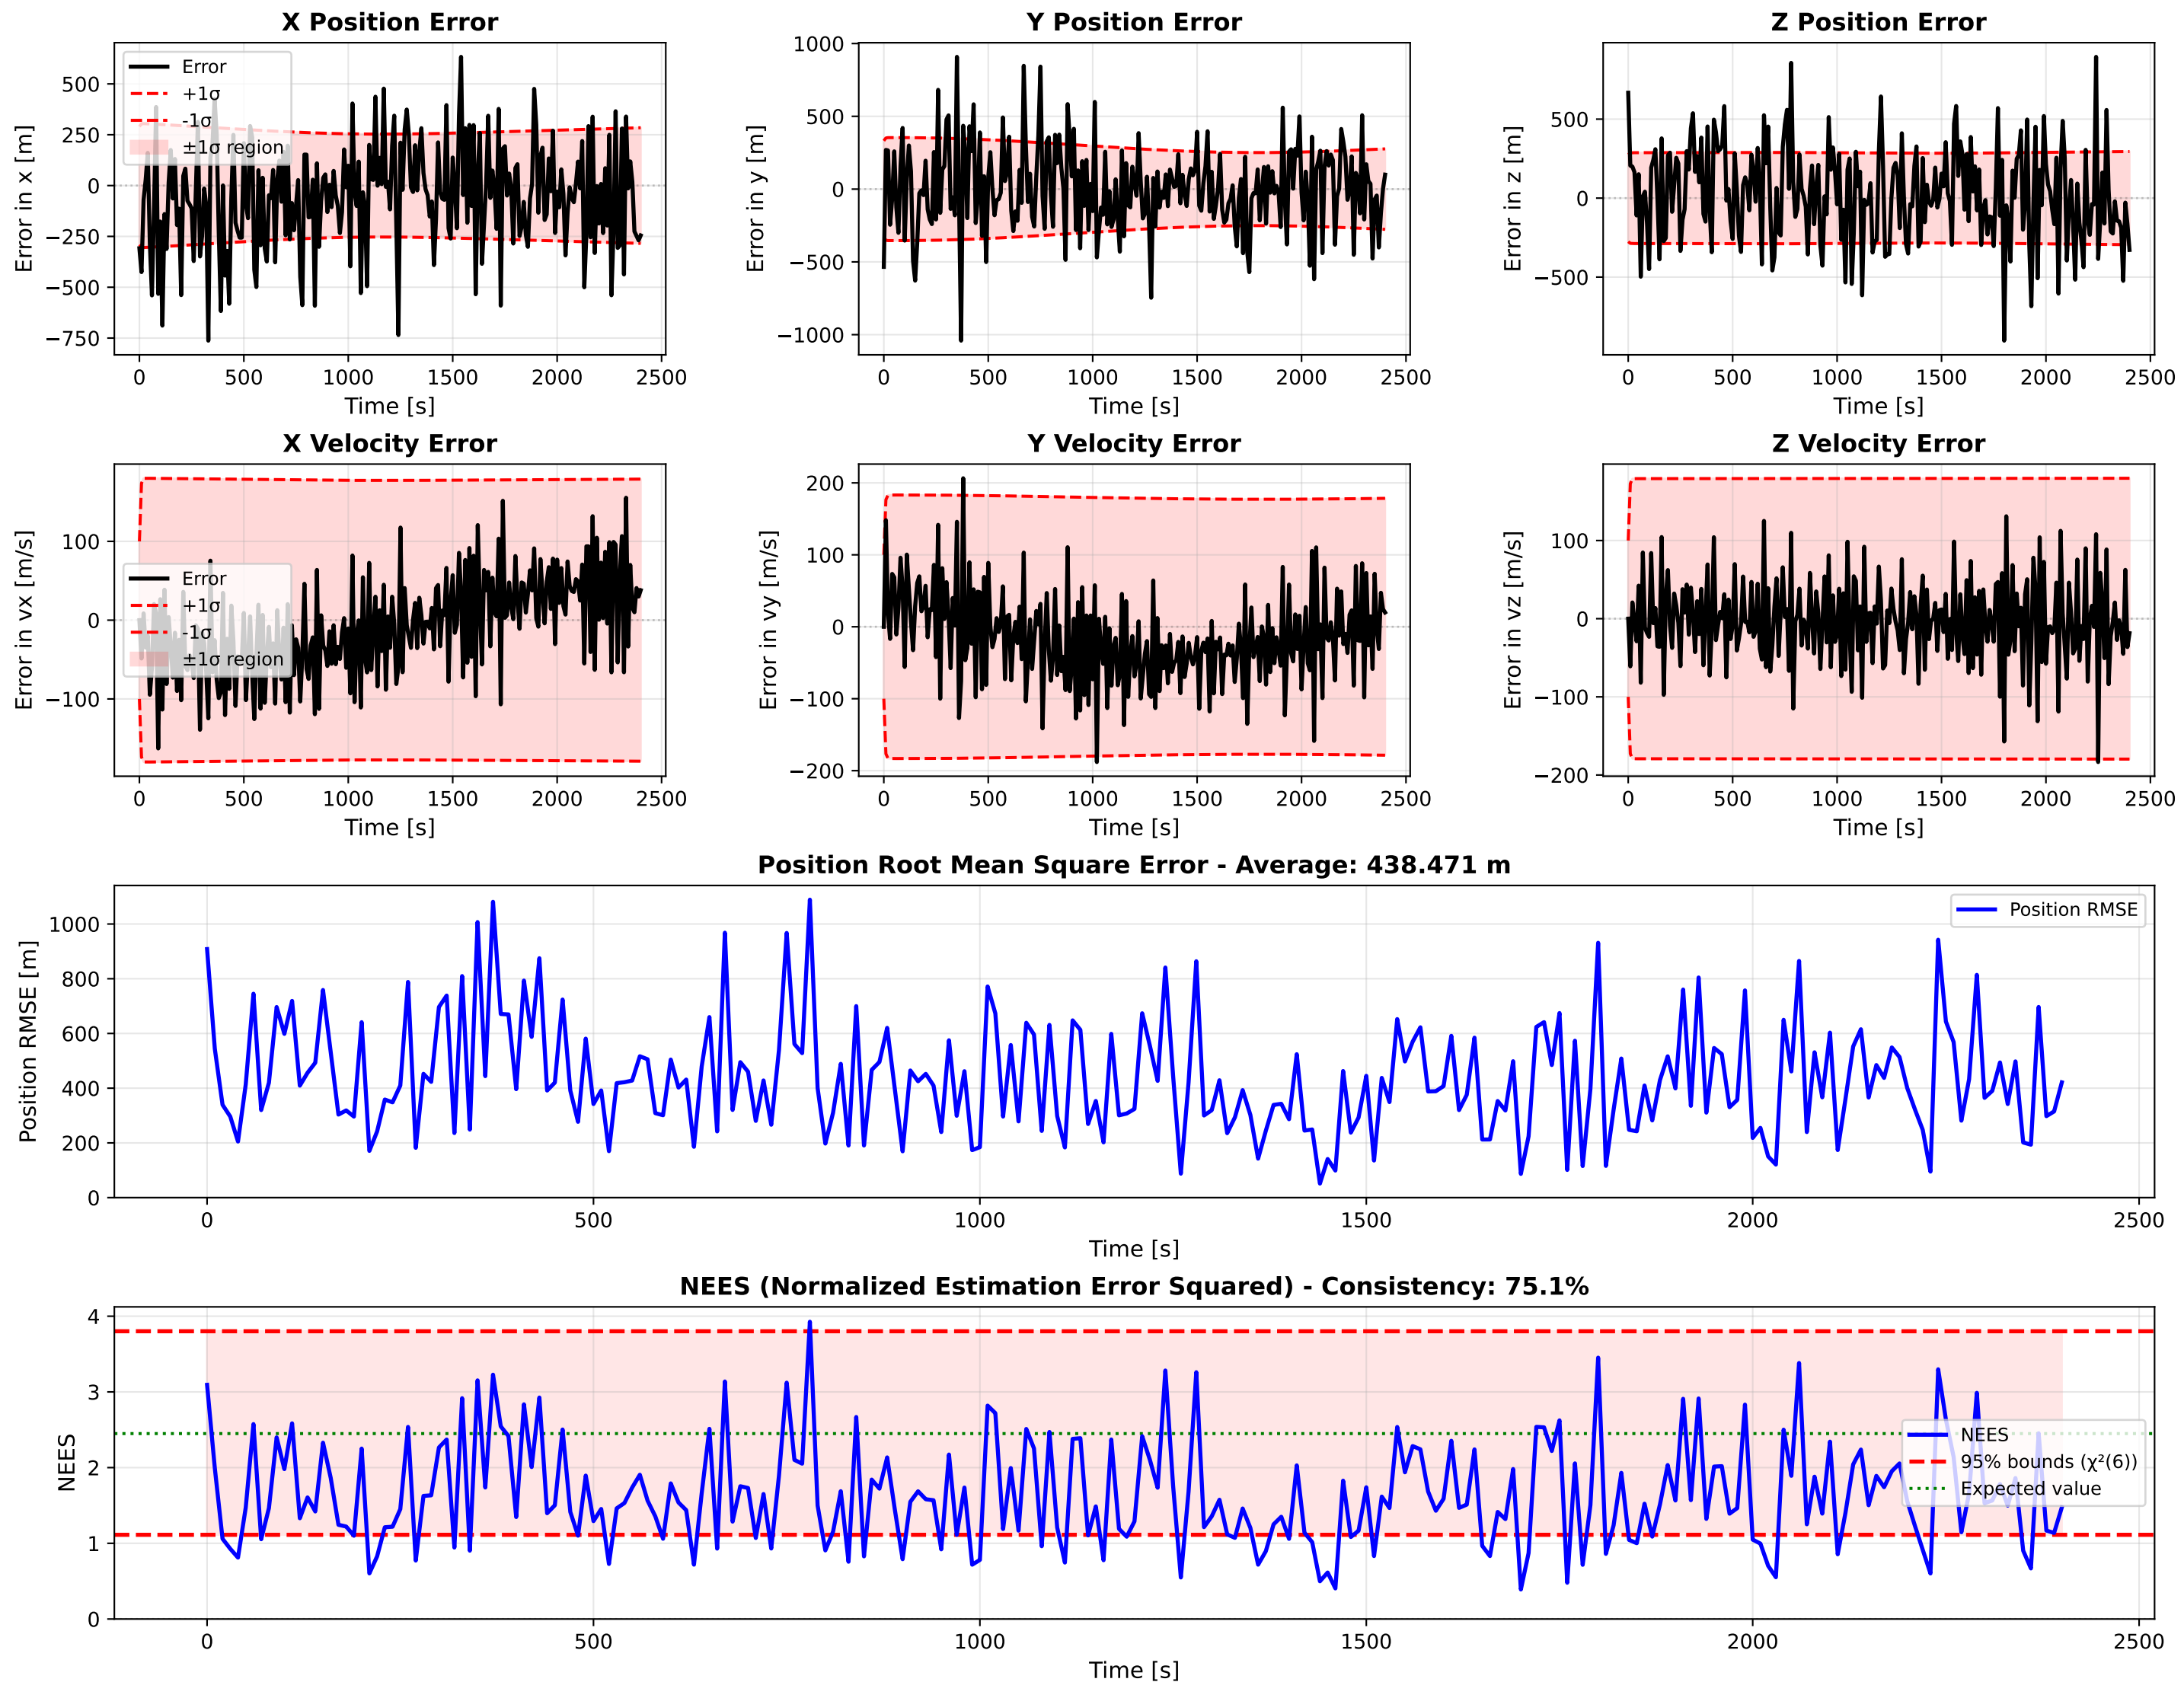 X Position Error
Error
+1σ
-1σ
±1σ region
500
250
0
−250
−500
−750
Error in x [m]
0 500 1000 1500 2000 2500
Time [s]
Y Position Error
1000
500
0
−500
−1000
Error in y [m]
0 500 1000 1500 2000 2500
Time [s]
Z Position Error
500
0
−500
Error in z [m]
0 500 1000 1500 2000 2500
Time [s]
X Velocity Error
100
0
−100
Error in vx [m/s]
Error
+1σ
-1σ
±1σ region
0 500 1000 1500 2000 2500
Time [s]
Y Velocity Error
200
100
0
−100
−200
Error in vy [m/s]
0 500 1000 1500 2000 2500
Time [s]
Z Velocity Error
100
0
−100
−200
Error in vz [m/s]
0 500 1000 1500 2000 2500
Time [s]
Position Root Mean Square Error - Average: 438.471 m
Position RMSE
1000
800
600
400
200
0
Position RMSE [m]
0 500 1000 1500 2000 2500
Time [s]
NEES (Normalized Estimation Error Squared) - Consistency: 75.1%
4
3
2
1
0
NEES
NEES
95% bounds (χ²(6))
Expected value
0 500 1000 1500 2000 2500
Time [s]